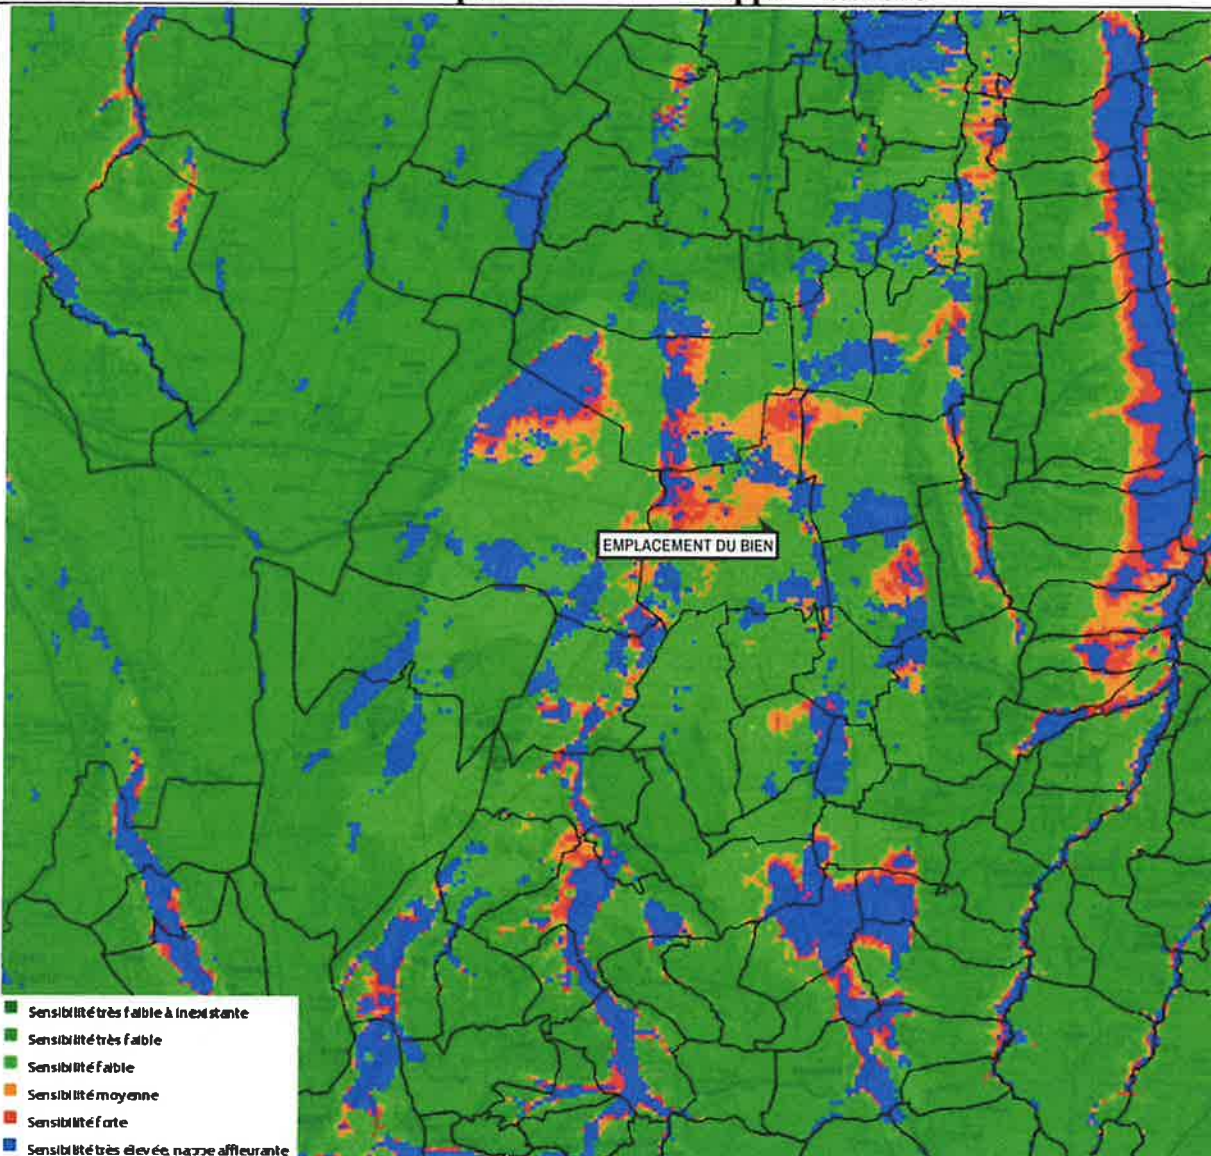 EMPLACEMENT DU BIEN
Sensibilité très faible à inexistante
Sensibilité très faible
Sensibilité faible
Sensibilité moyenne
Sensibilité forte
Sensibilité très élevée, nappe affleurante